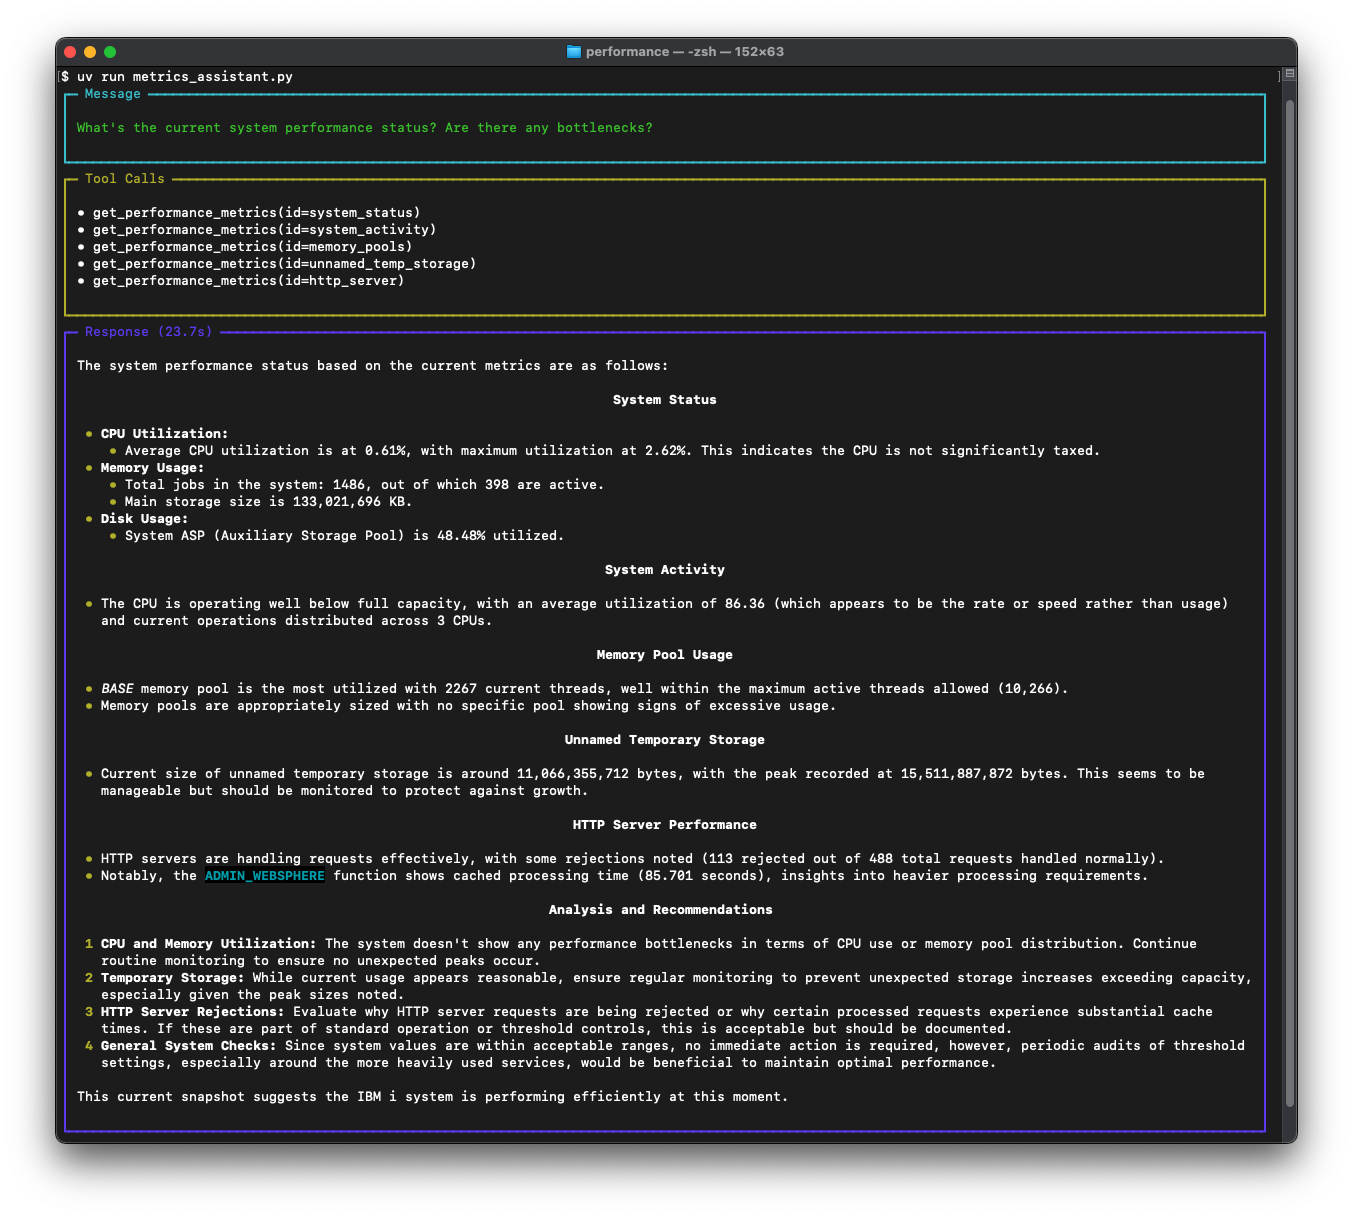 performance — -zsh — 152×63
[$ uv run metrics_assistant.py ]
Message
What's the current system performance status? Are there any bottlenecks?
Tool Calls
• get_performance_metrics(id=system_status)
• get_performance_metrics(id=system_activity)
• get_performance_metrics(id=memory_pools)
• get_performance_metrics(id=unnamed_temp_storage)
• get_performance_metrics(id=http_server)
Response (23.7s)
The system performance status based on the current metrics are as follows:
System Status
• CPU Utilization:
• Average CPU utilization is at 0.61%, with maximum utilization at 2.62%. This indicates the CPU is not significantly taxed.
• Memory Usage:
• Total jobs in the system: 1486, out of which 398 are active.
• Main storage size is 133,021,696 KB.
• Disk Usage:
• System ASP (Auxiliary Storage Pool) is 48.48% utilized.
System Activity
• The CPU is operating well below full capacity, with an average utilization of 86.36 (which appears to be the rate or speed rather than usage)
and current operations distributed across 3 CPUs.
Memory Pool Usage
• BASE memory pool is the most utilized with 2267 current threads, well within the maximum active threads allowed (10,266).
• Memory pools are appropriately sized with no specific pool showing signs of excessive usage.
Unnamed Temporary Storage
• Current size of unnamed temporary storage is around 11,066,355,712 bytes, with the peak recorded at 15,511,887,872 bytes. This seems to be
manageable but should be monitored to protect against growth.
HTTP Server Performance
• HTTP servers are handling requests effectively, with some rejections noted (113 rejected out of 488 total requests handled normally).
• Notably, the ADMIN_WEBSPHERE function shows cached processing time (85.701 seconds), insights into heavier processing requirements.
Analysis and Recommendations
1 CPU and Memory Utilization: The system doesn't show any performance bottlenecks in terms of CPU use or memory pool distribution. Continue
routine monitoring to ensure no unexpected peaks occur.
2 Temporary Storage: While current usage appears reasonable, ensure regular monitoring to prevent unexpected storage increases exceeding capacity,
especially given the peak sizes noted.
3 HTTP Server Rejections: Evaluate why HTTP server requests are being rejected or why certain processed requests experience substantial cache
times. If these are part of standard operation or threshold controls, this is acceptable but should be documented.
4 General System Checks: Since system values are within acceptable ranges, no immediate action is required, however, periodic audits of threshold
settings, especially around the more heavily used services, would be beneficial to maintain optimal performance.
This current snapshot suggests the IBM i system is performing efficiently at this moment.